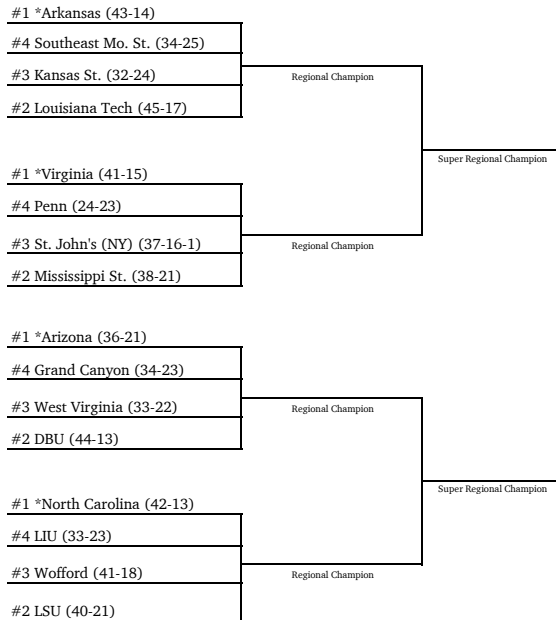 #1 *Arkansas (43-14)
#4 Southeast Mo. St. (34-25)
#3 Kansas St. (32-24)
Regional Champion
#2 Louisiana Tech (45-17)
Super Regional Champion
#1 *Virginia (41-15)
#4 Penn (24-23)
#3 St. John's (NY) (37-16-1)
Regional Champion
#2 Mississippi St. (38-21)
#1 *Arizona (36-21)
#4 Grand Canyon (34-23)
#3 West Virginia (33-22)
Regional Champion
#2 DBU (44-13)
Super Regional Champion
#1 *North Carolina (42-13)
#4 LIU (33-23)
#3 Wofford (41-18)
Regional Champion
#2 LSU (40-21)